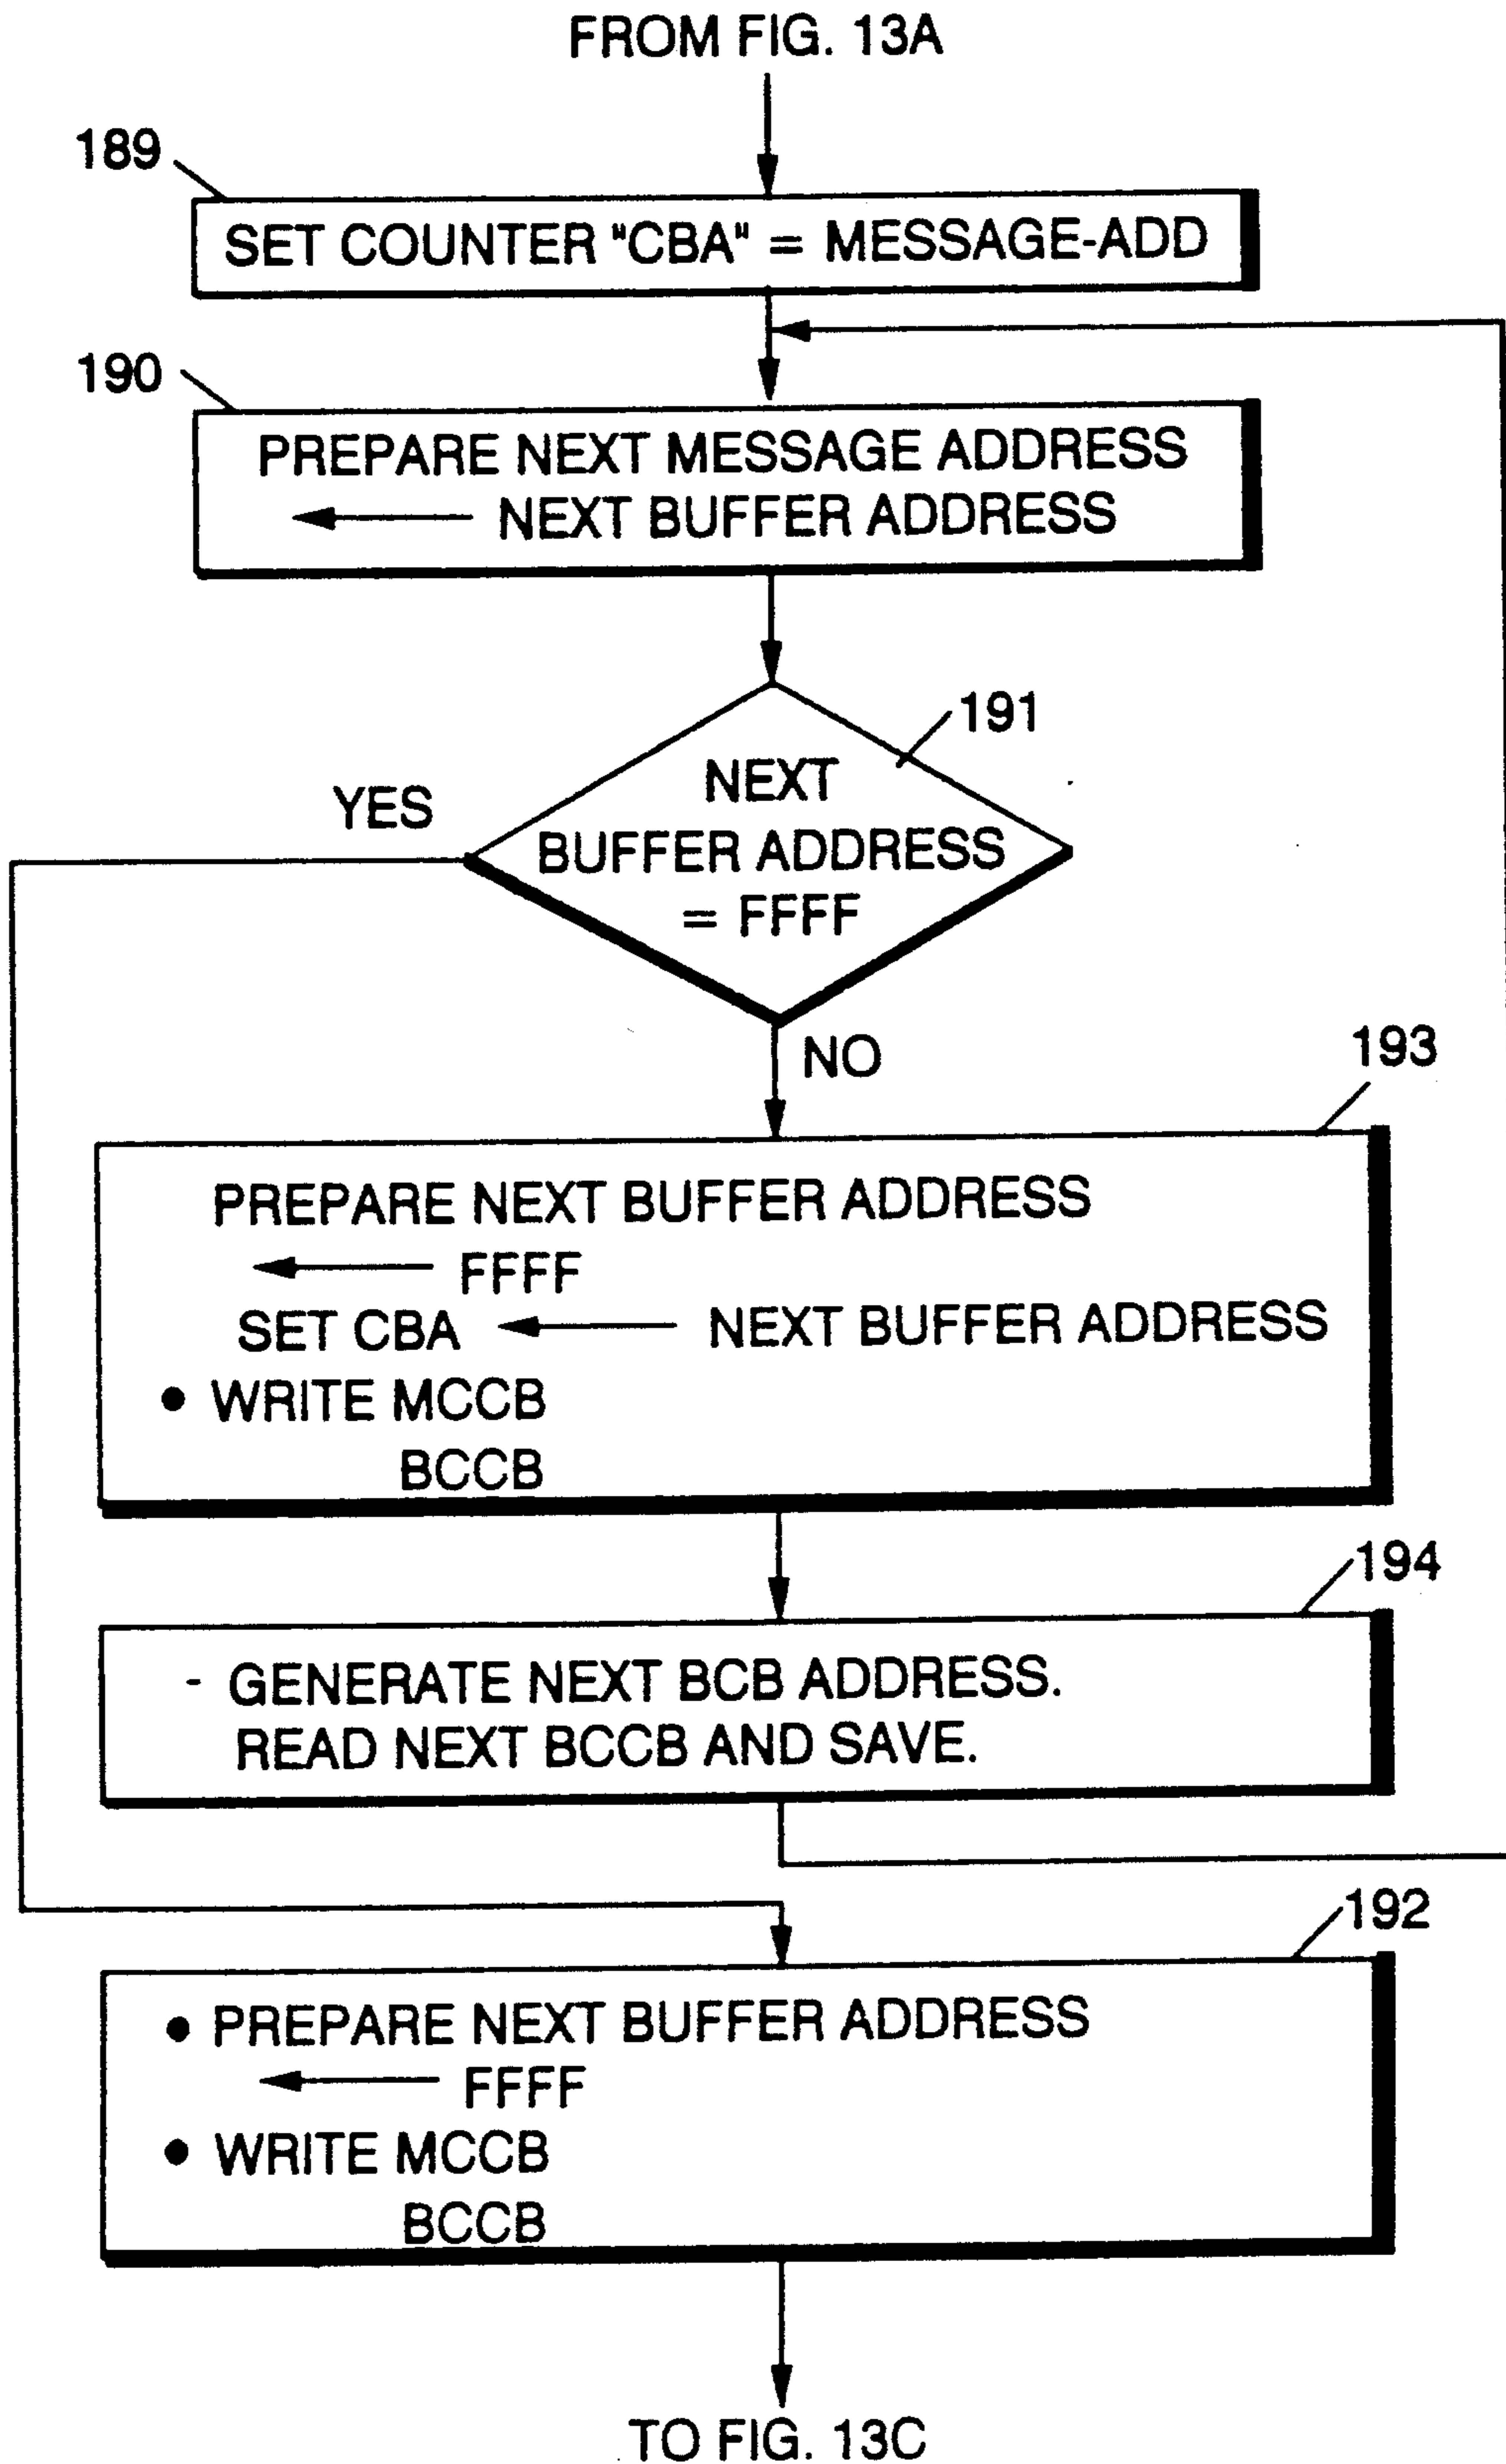 FROM FIG. 13A
189
SET COUNTER "CBA" = MESSAGE-ADD
190
PREPARE NEXT MESSAGE ADDRESS
NEXT BUFFER ADDRESS
191
NEXT
YES
BUFFER ADDRESS
= FFFF
NO
193
PREPARE NEXT BUFFER ADDRESS
FFFF
SET CBA ← NEXT BUFFER ADDRESS
• WRITE MCCB
BCCB
194
- GENERATE NEXT BCB ADDRESS.
READ NEXT BCCB AND SAVE.
192
• PREPARE NEXT BUFFER ADDRESS
FFFF
• WRITE MCCB
BCCB
TO FIG. 13C